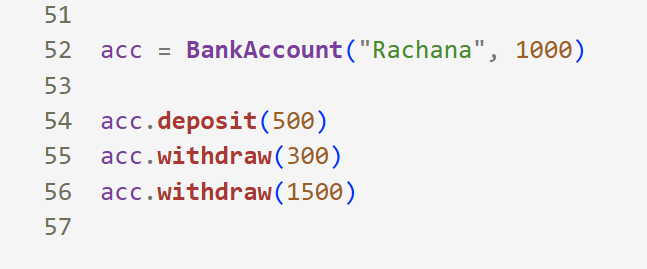 51
52 acc = BankAccount("Rachana", 1000)
53
54 acc.deposit(500)
55 acc.withdraw(300)
56 acc.withdraw(1500)
57